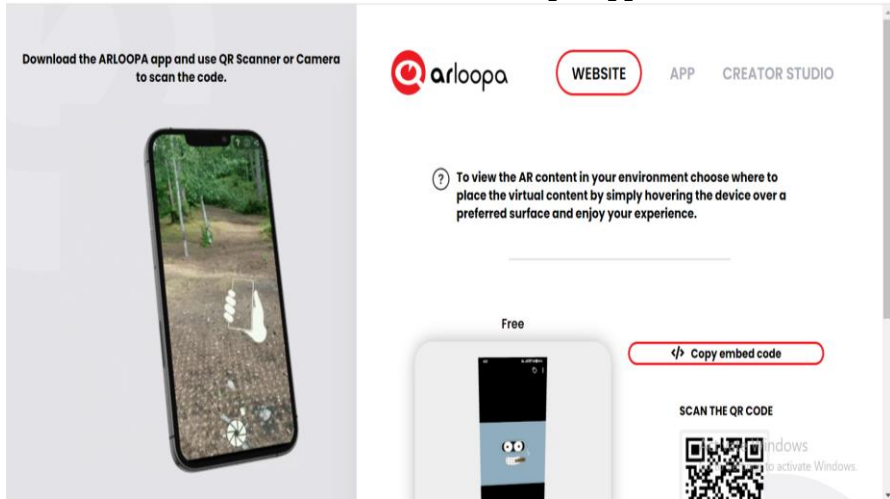 Download the ARLOOPA app and use QR Scanner or Camera
to scan the code.
arloopa
WEBSITE
APP
CREATOR STUDIO
? To view the AR content in your environment choose where to
place the virtual content by simply hovering the device over a
preferred surface and enjoy your experience.
Free
</> Copy embed code
SCAN THE QR CODE
Windows
to activate Windows.